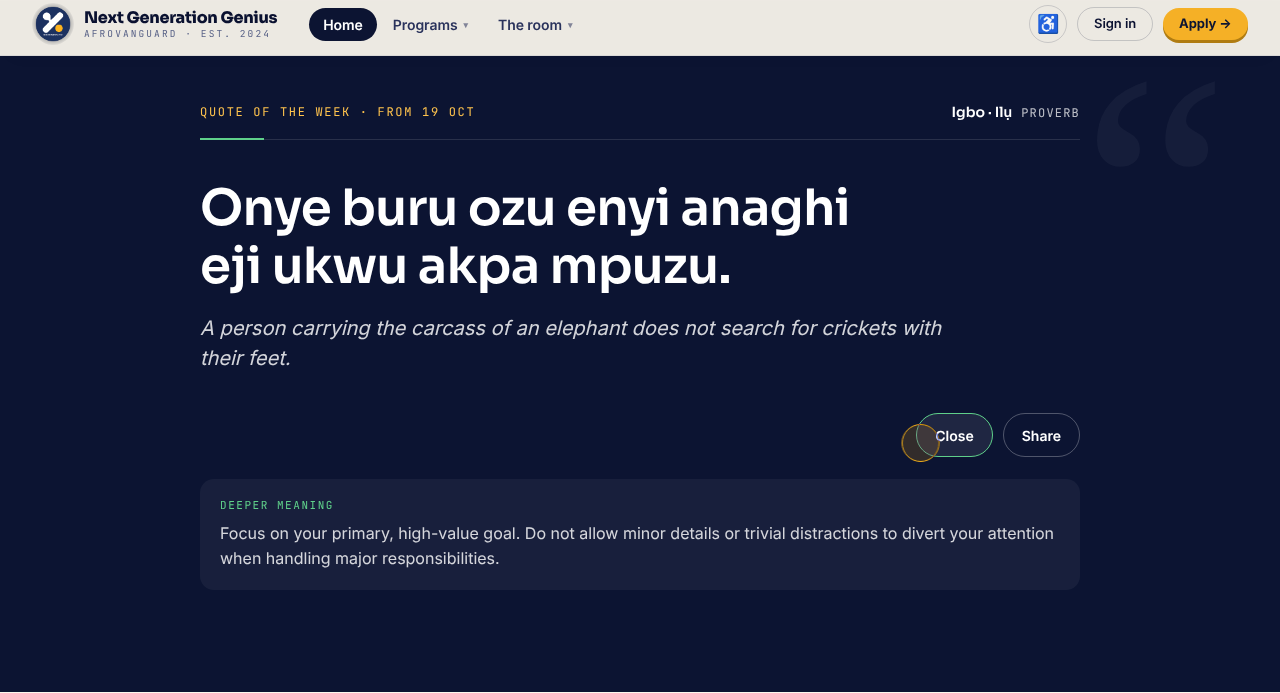 Next Generation Genius
AFROVANGUARD · EST. 2024
Home
Programs ▾
The room ▾
Sign in
Apply →
QUOTE OF THE WEEK · FROM 19 OCT
Igbo · Ilụ PROVERB
“
Onye buru ozu enyi anaghi
eji ukwu akpa mpuzu.
A person carrying the carcass of an elephant does not search for crickets with
their feet.
Close
Share
DEEPER MEANING
Focus on your primary, high-value goal. Do not allow minor details or trivial distractions to divert your attention
when handling major responsibilities.